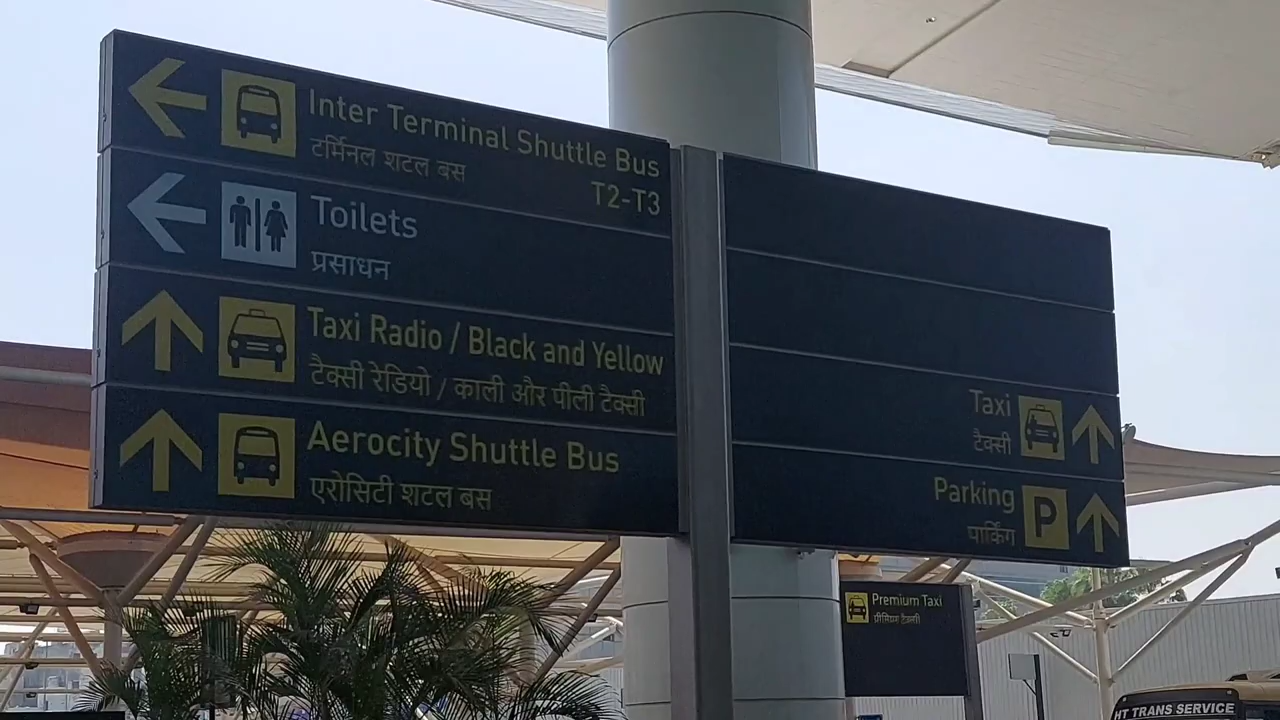 Inter Terminal Shuttle Bus
टर्मिनल शटल बस
T2-T3
Toilets
प्रसाधन
Taxi Radio / Black and Yellow
टैक्सी रेडियो / काली और पीली टैक्सी
Aerocity Shuttle Bus
एरोसिटी शटल बस
Taxi
टैक्सी
Parking
पार्किंग
P
Premium Taxi
प्रीमियम टैक्सी
HT TRANS SERVICE